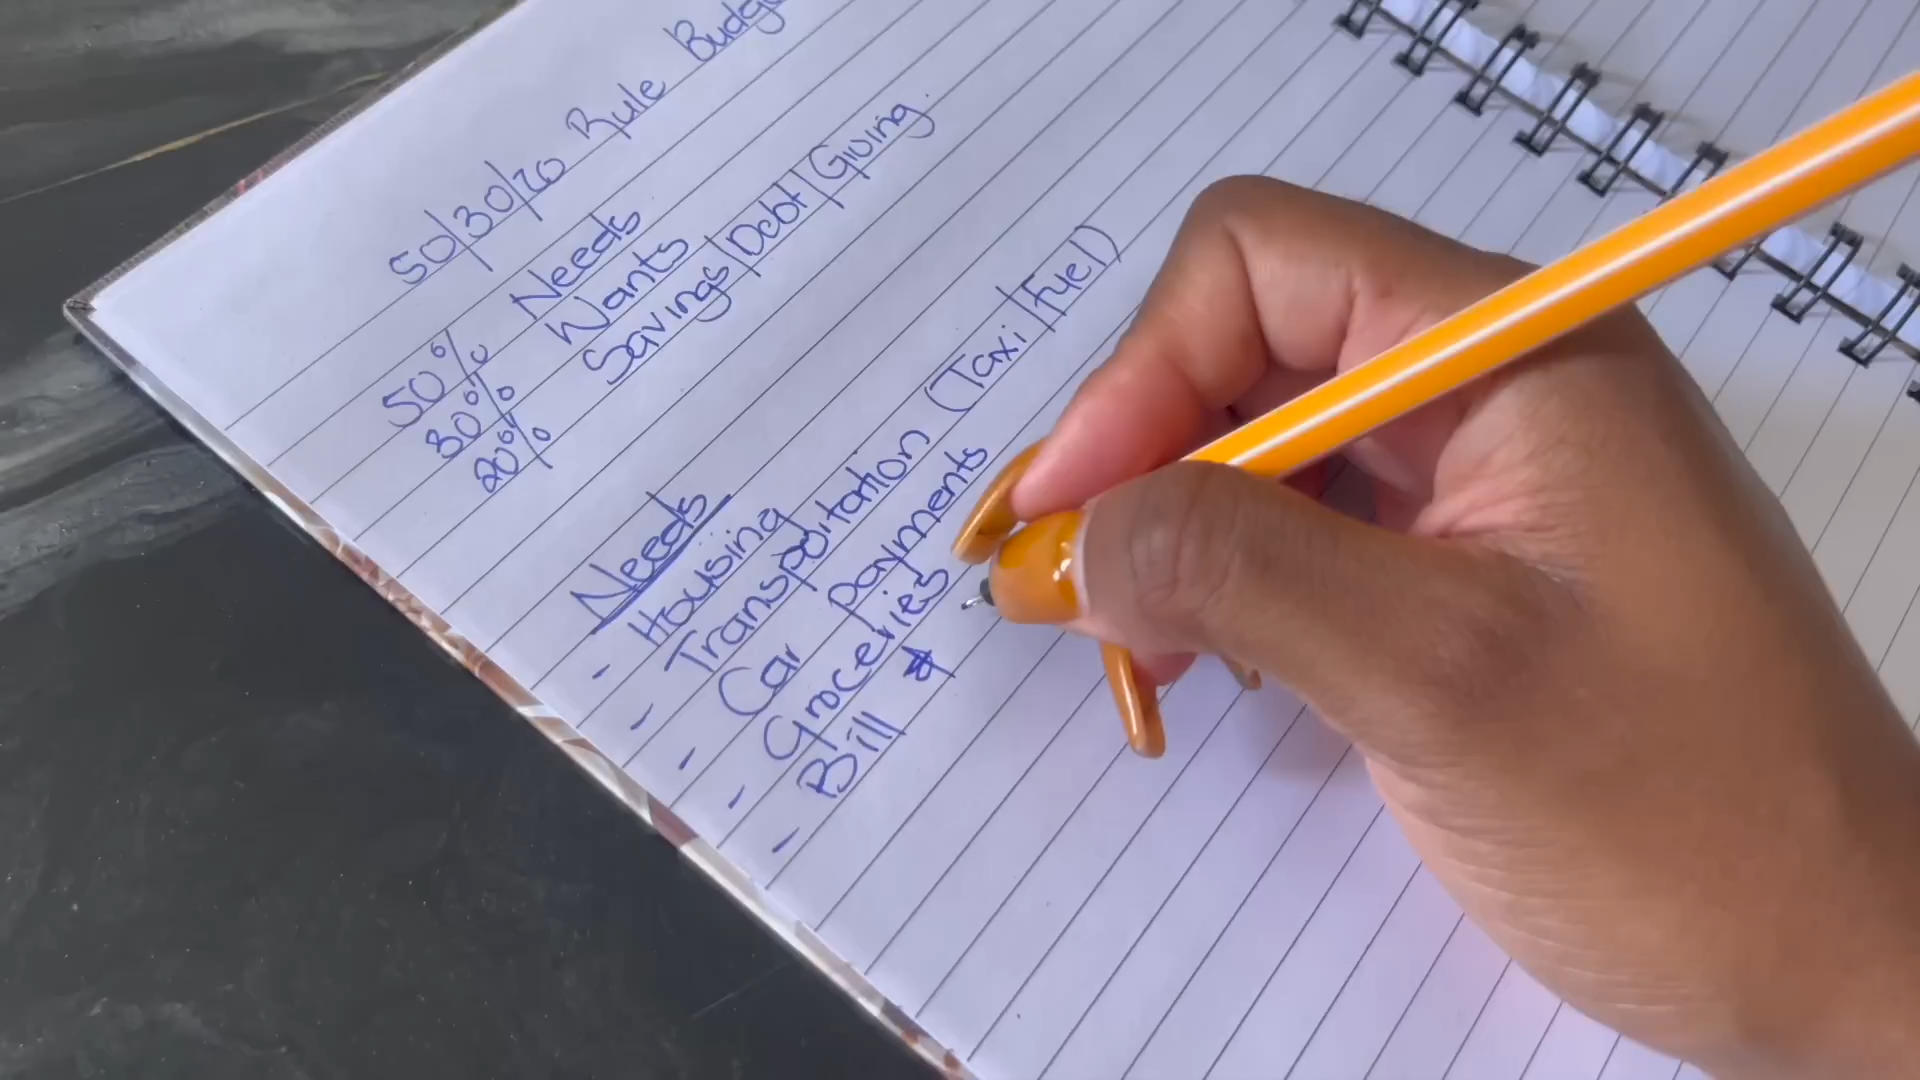 50/30/20 Rule Budge
50% Needs
30% Wants
20% Savings/Debt/Giving
Needs
- Housing
- Transportation (Taxi/Fuel)
- Car payments
- Groceries
- Bill